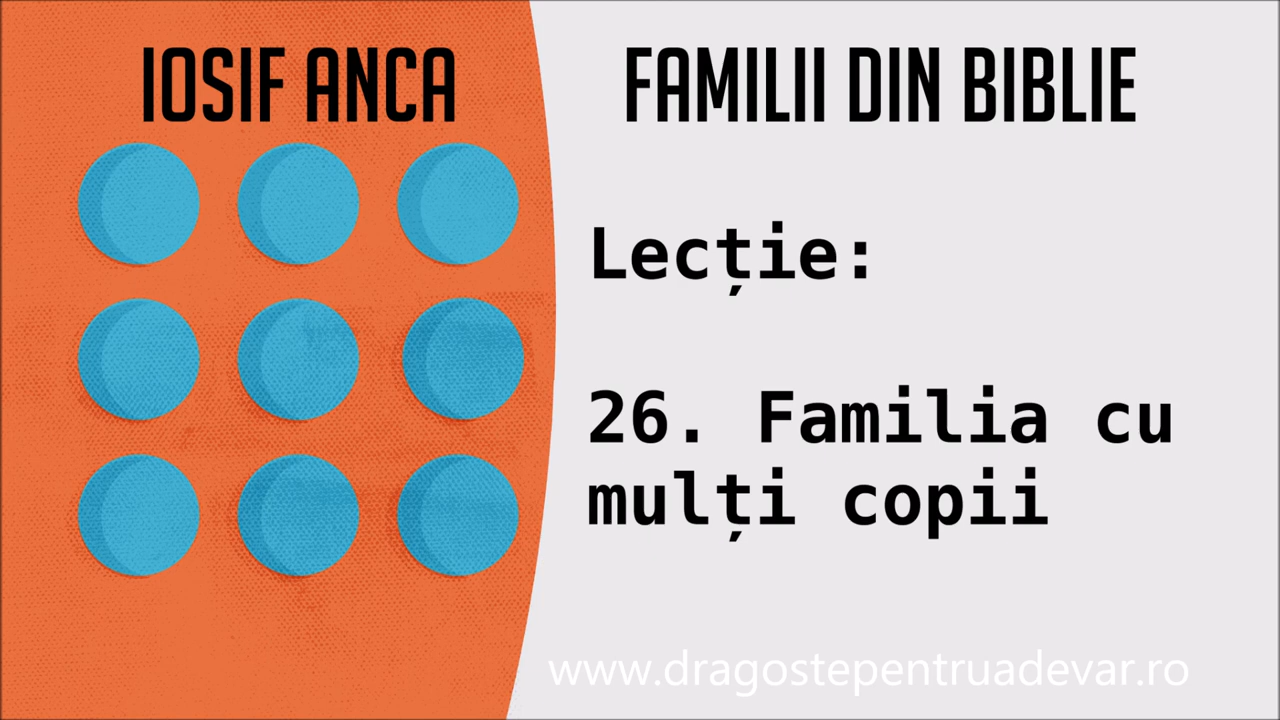 IOSIF ANCA
FAMILII DIN BIBLIE
Lecție:
26. Familia cu
mulți copii
www.dragostepentruadevar.ro